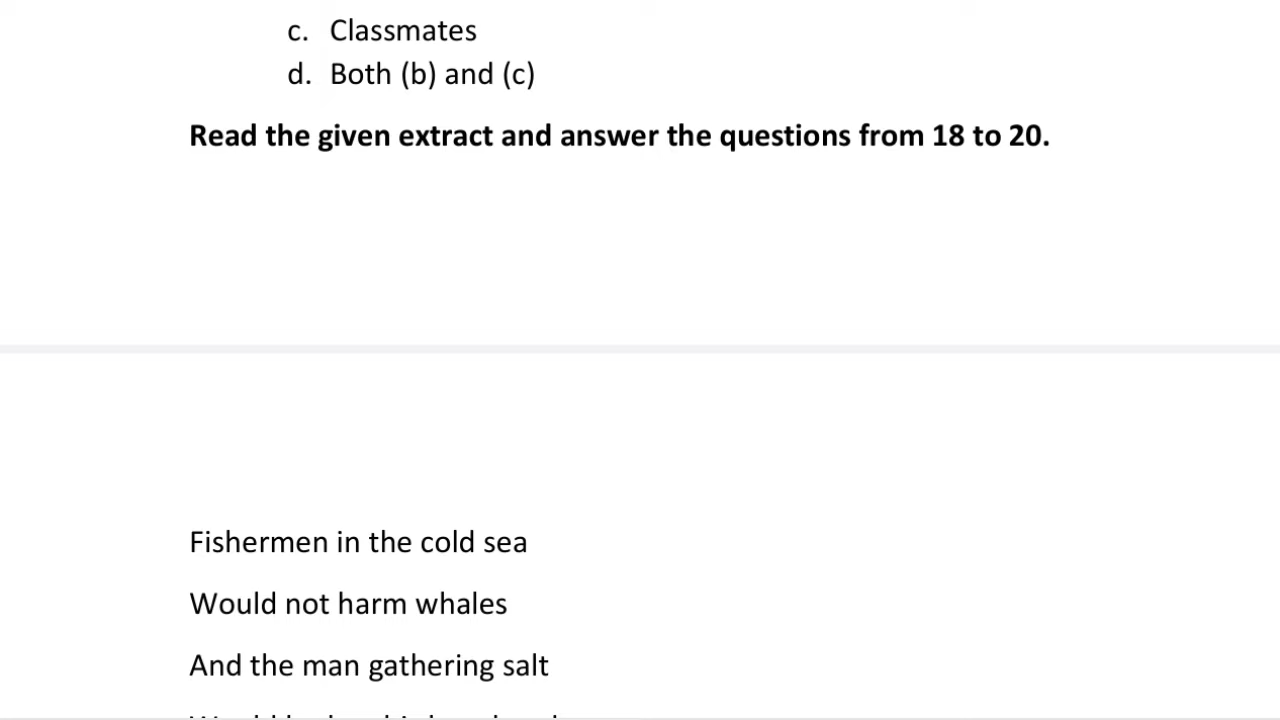 c. Classmates
d. Both (b) and (c)
Read the given extract and answer the questions from 18 to 20.
Fishermen in the cold sea
Would not harm whales
And the man gathering salt